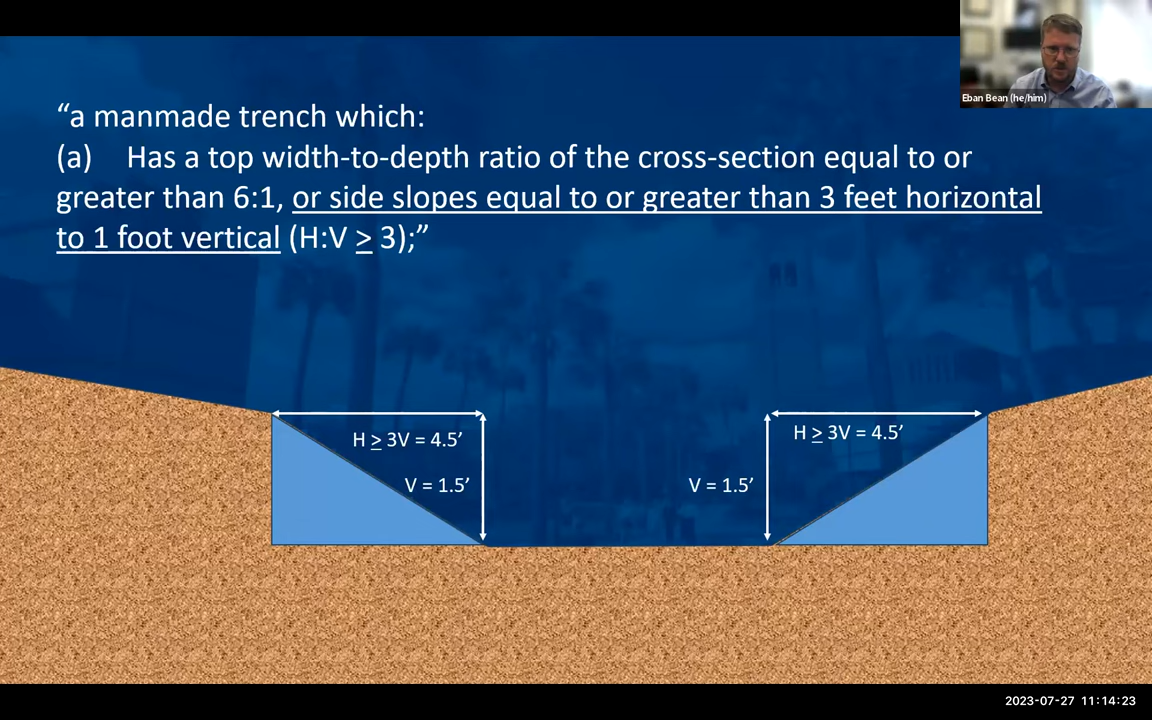 Eban Bean (he/him)
“a manmade trench which:
(a) Has a top width-to-depth ratio of the cross-section equal to or
greater than 6:1, or side slopes equal to or greater than 3 feet horizontal
to 1 foot vertical (H:V > 3);”
H > 3V = 4.5’
V = 1.5’
H > 3V = 4.5’
V = 1.5’
2023-07-27 11:14:23